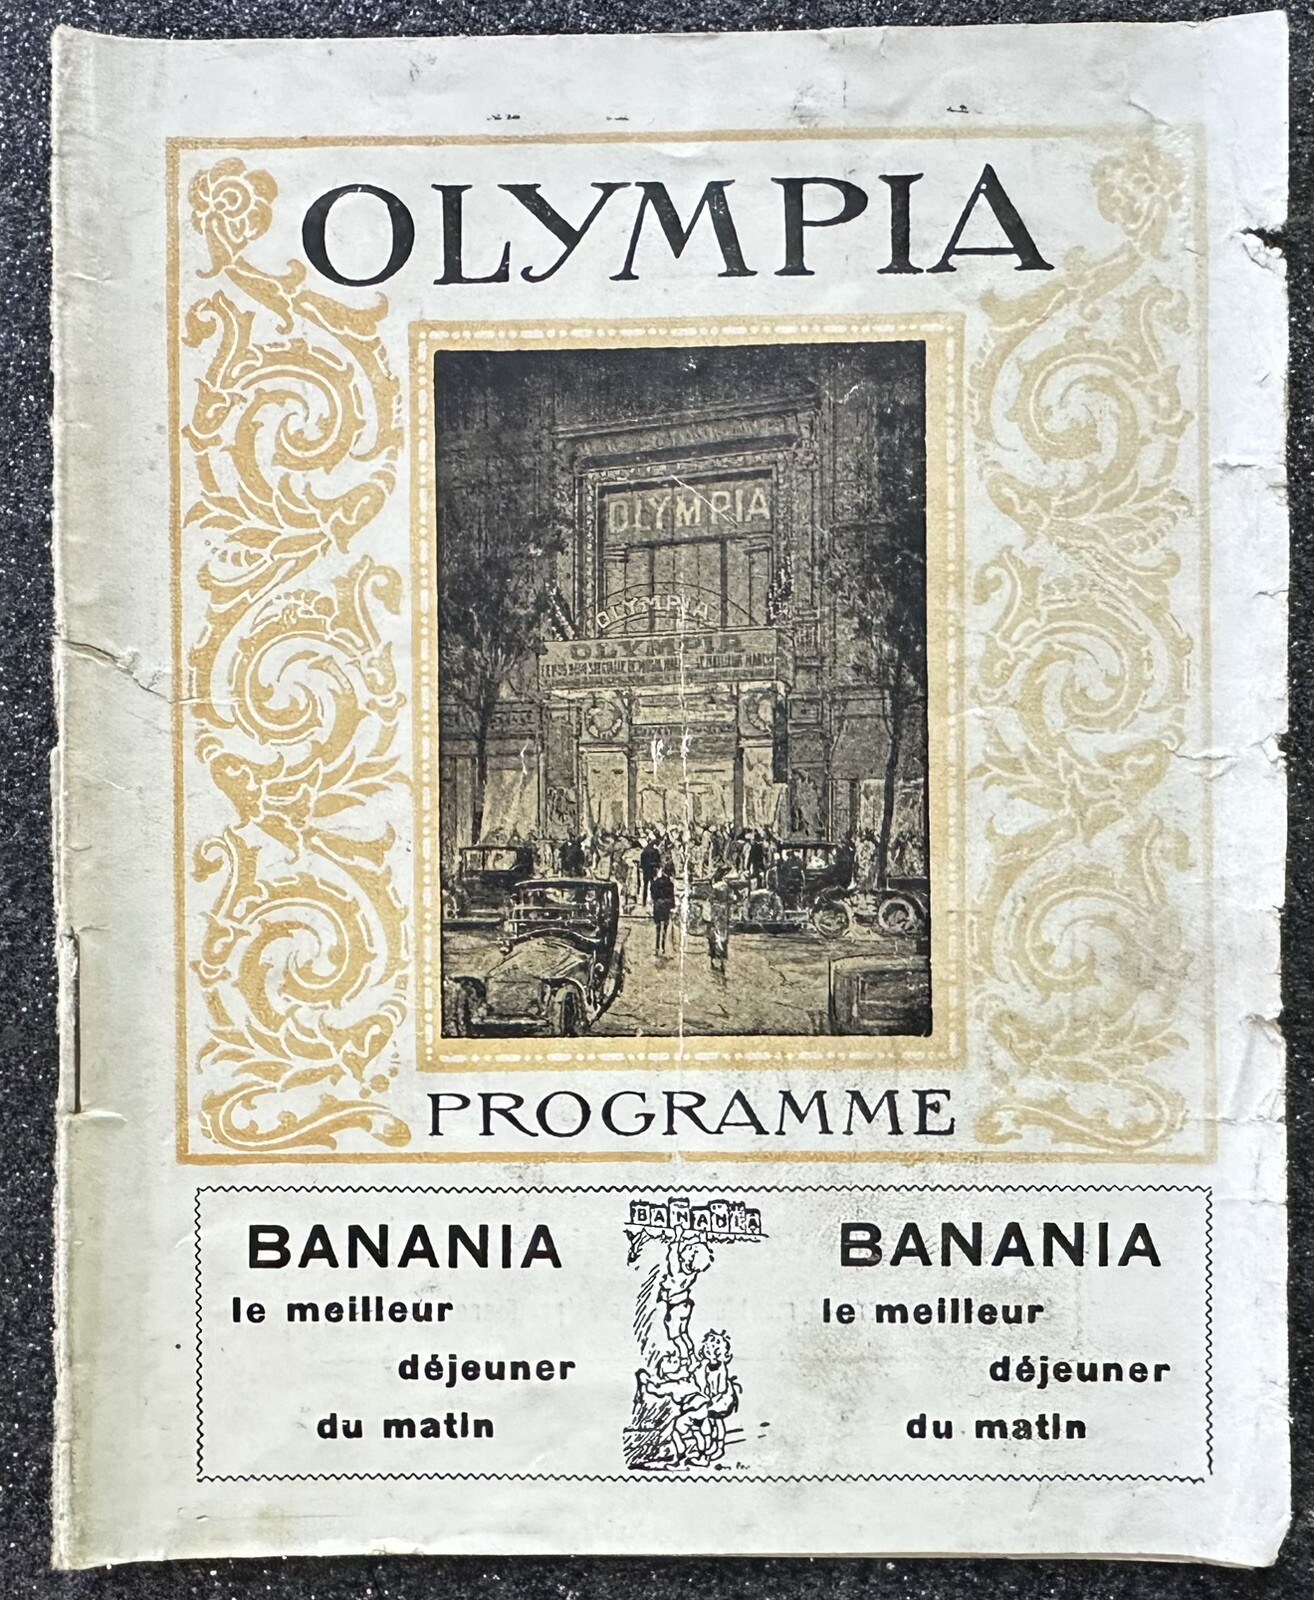 OLYMPIA
OLYMPIA
OLYMPIA
OLYMPIA
PROGRAMME
BANANIA
le meilleur
déjeuner
du matin
BANANIA
BANANIA
le meilleur
déjeuner
du matin